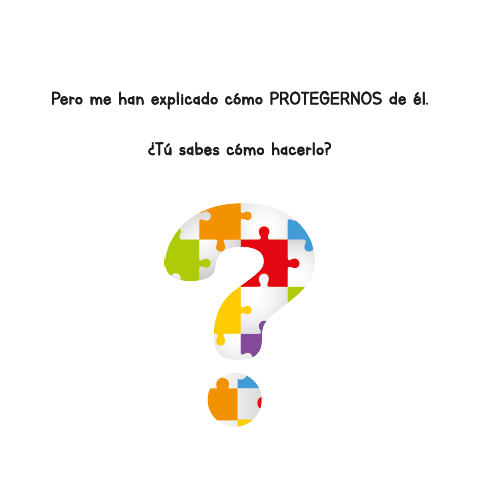 Pero me han explicado cómo PROTEGERNOS de él.
¿Tú sabes cómo hacerlo?